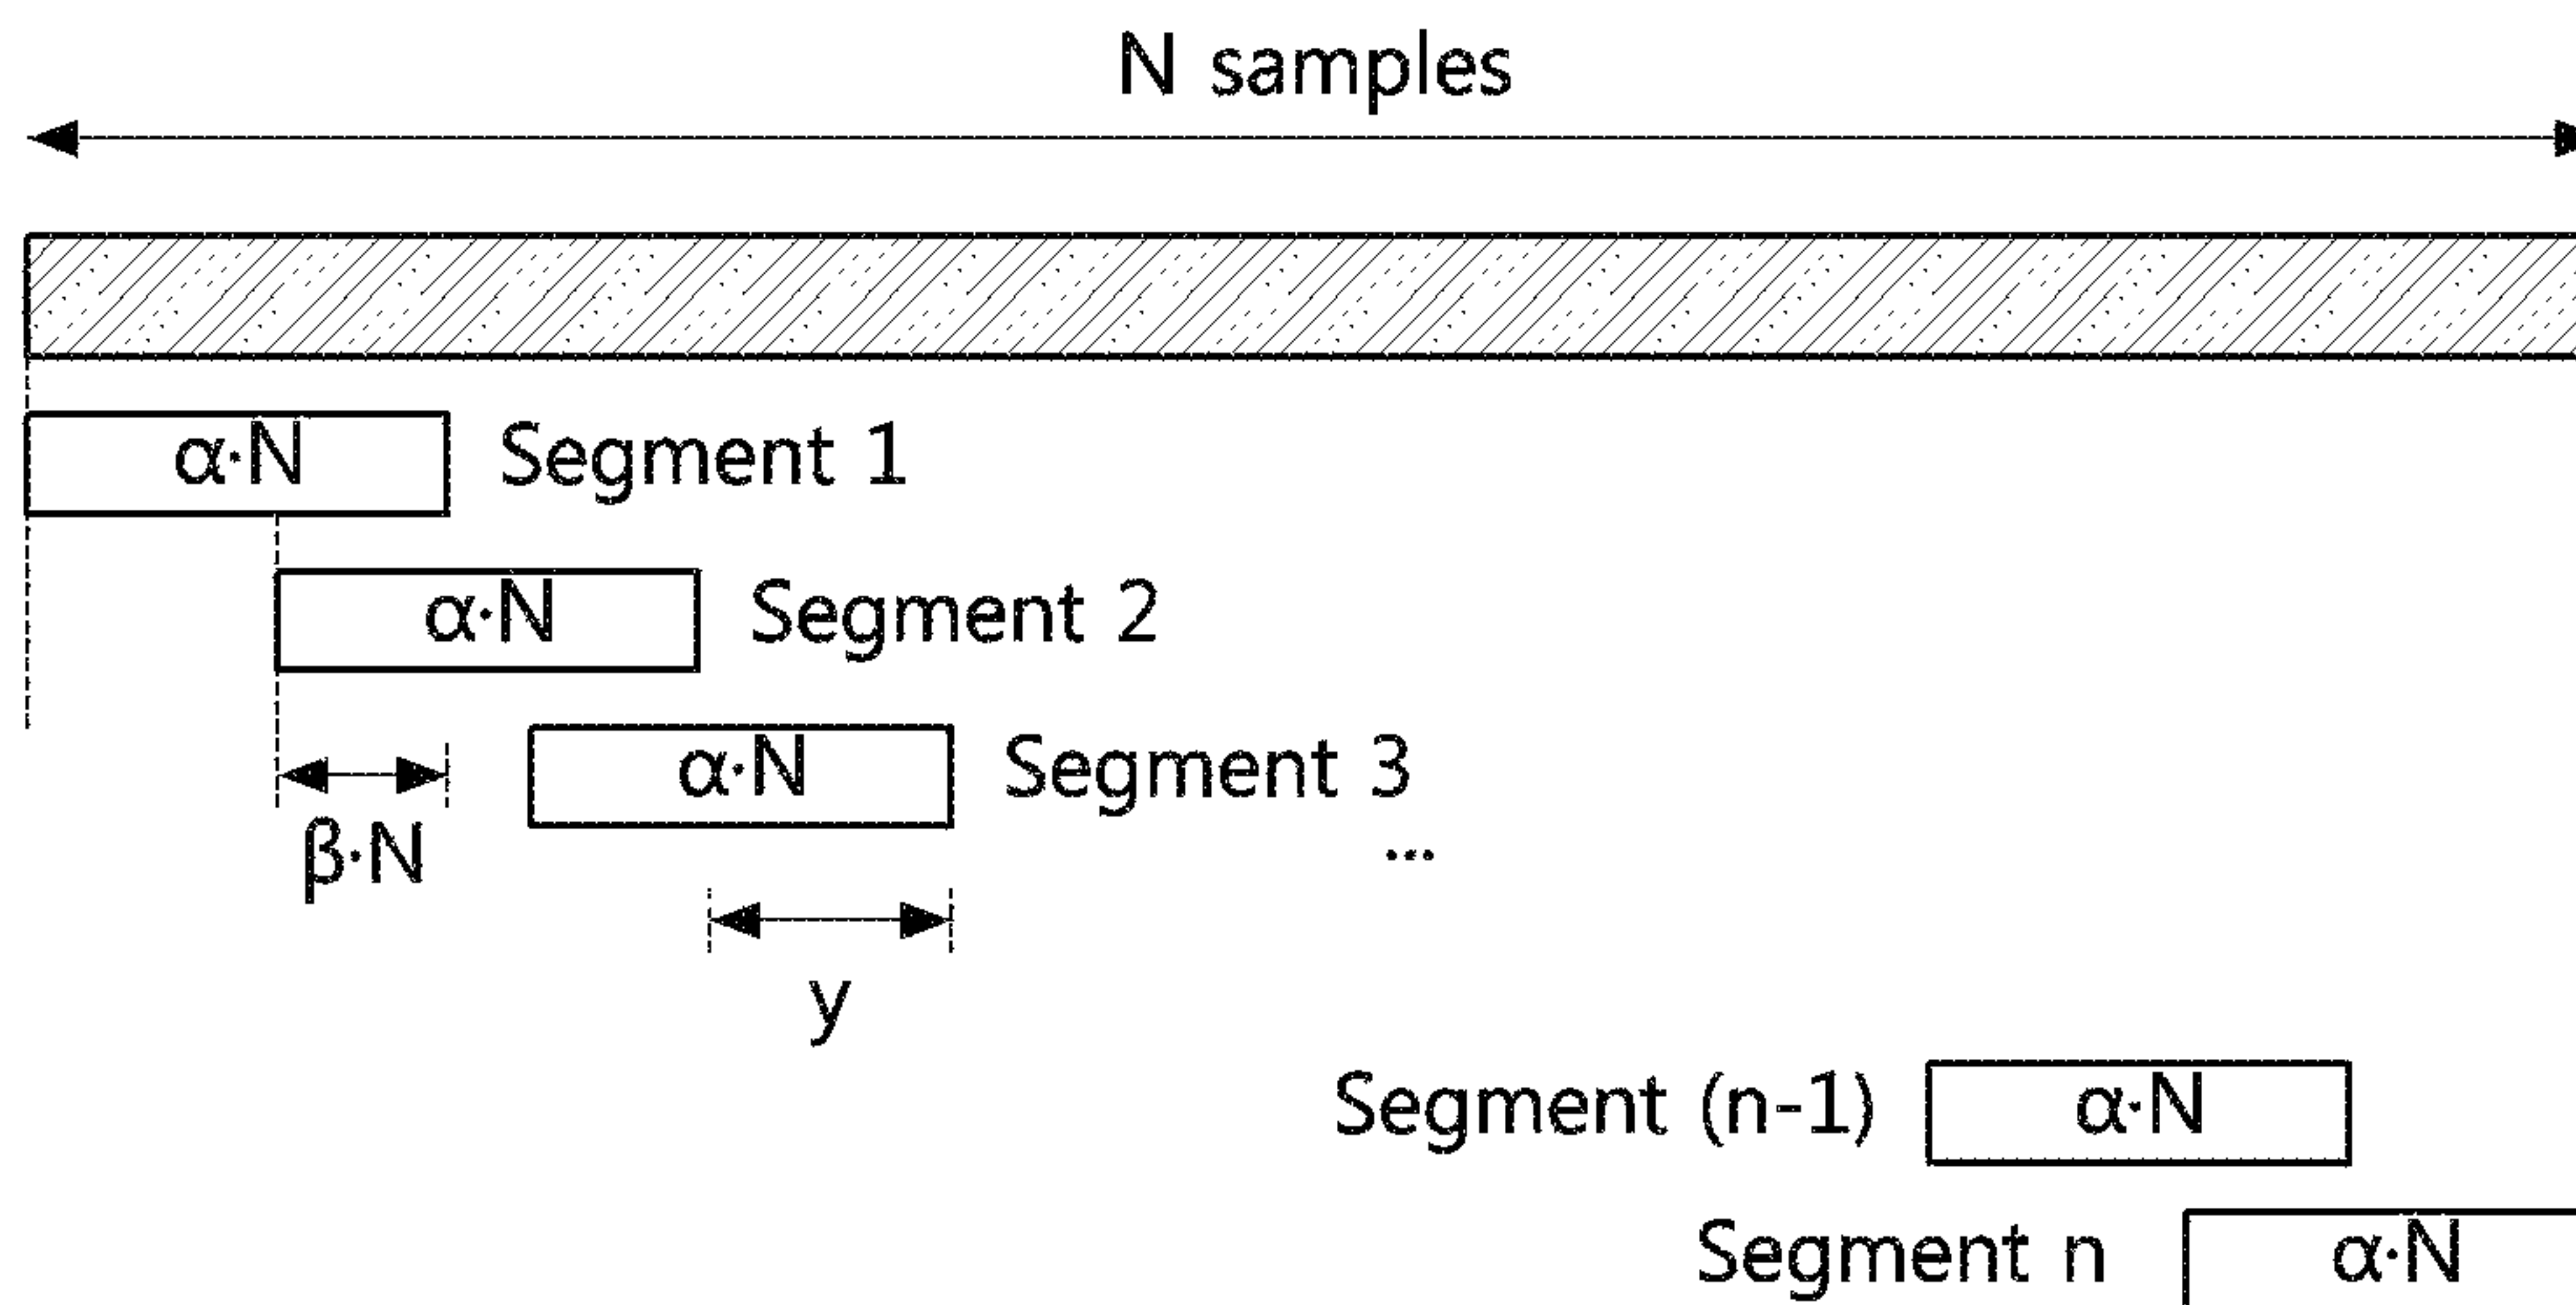 N samples
α·N Segment 1
α·N Segment 2
α·N Segment 3
β·N
...
y
Segment (n-1) α·N
Segment n α·N